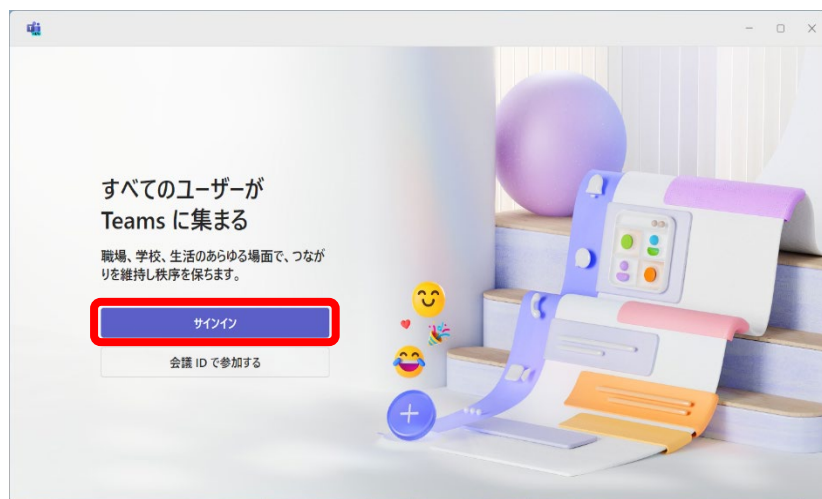 すべてのユーザーが
Teams に集まる
職場、学校、生活のあらゆる場面で、つなが
りを維持し秩序を保ちます。
サインイン
会議 ID で参加する